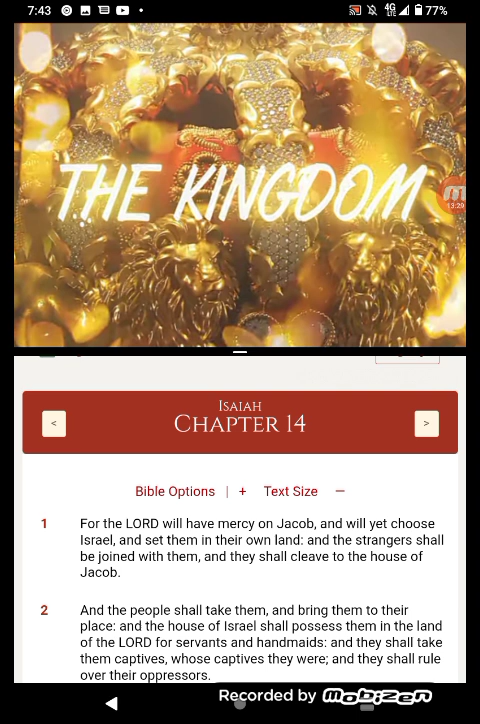 7:43
4G
LTE
77%
THE KINGDOM
13:29
ISAIAH
CHAPTER 14
<
>
Bible Options | + Text Size −
1 For the LORD will have mercy on Jacob, and will yet choose
Israel, and set them in their own land: and the strangers shall
be joined with them, and they shall cleave to the house of
Jacob.
2 And the people shall take them, and bring them to their
place: and the house of Israel shall possess them in the land
of the LORD for servants and handmaids: and they shall take
them captives, whose captives they were; and they shall rule
over their oppressors.
Recorded by Mobizen